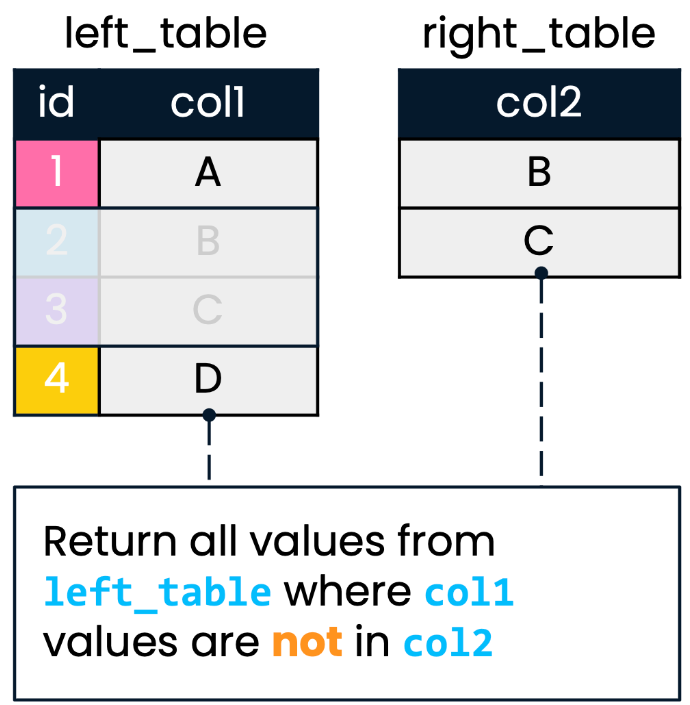 left_table right_table
id col1 col2
1 A B
2 B C
3 C
4 D
Return all values from
left_table where col1
values are not in col2